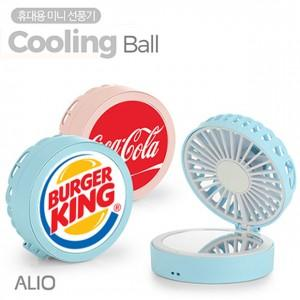 휴대용 미니 선풍기
Cooling Ball
Coca-Cola
BURGER
KING
ALIO